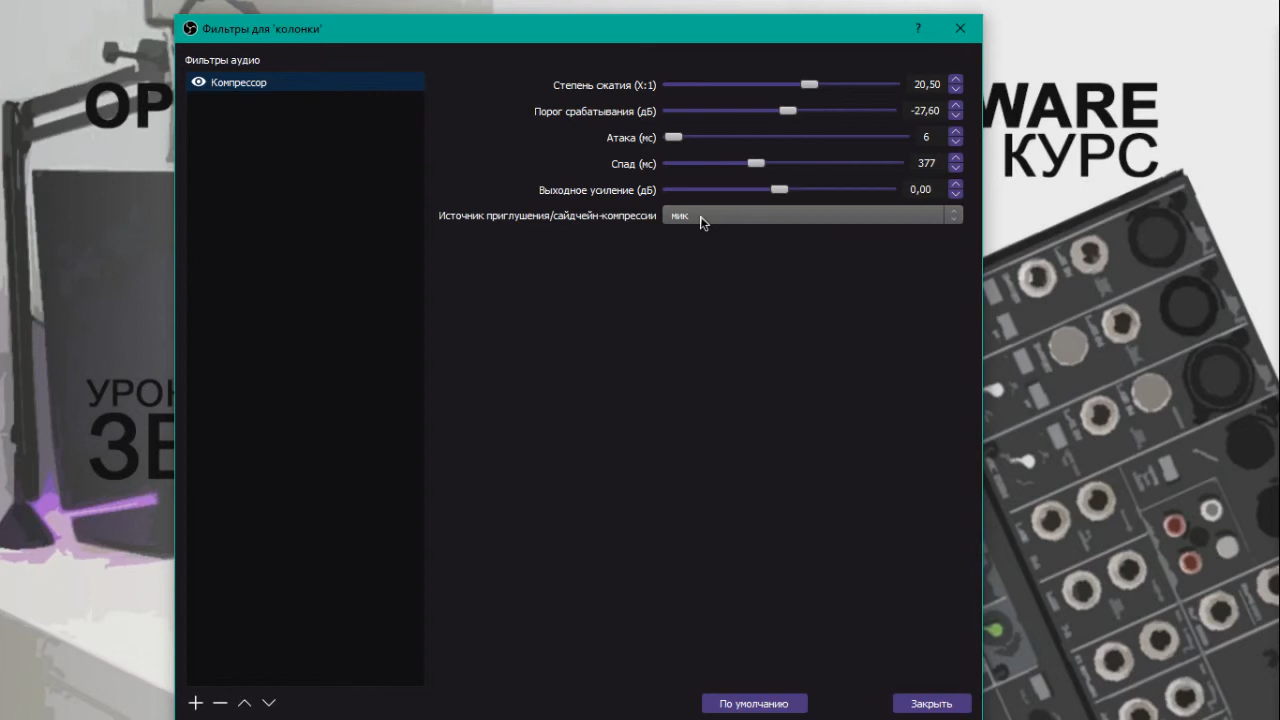 Фильтры для 'колонки'
?
Фильтры аудио
Компрессор
Степень сжатия (X:1) 20,50
Порог срабатывания (дБ) -27,60
Атака (мс) 6
Спад (мс) 377
Выходное усиление (дБ) 0,00
Источник приглушения/сайдчейн-компрессии мик
По умолчанию
Закрыть
OP
WARE
КУРС
УРОК
ЗВ